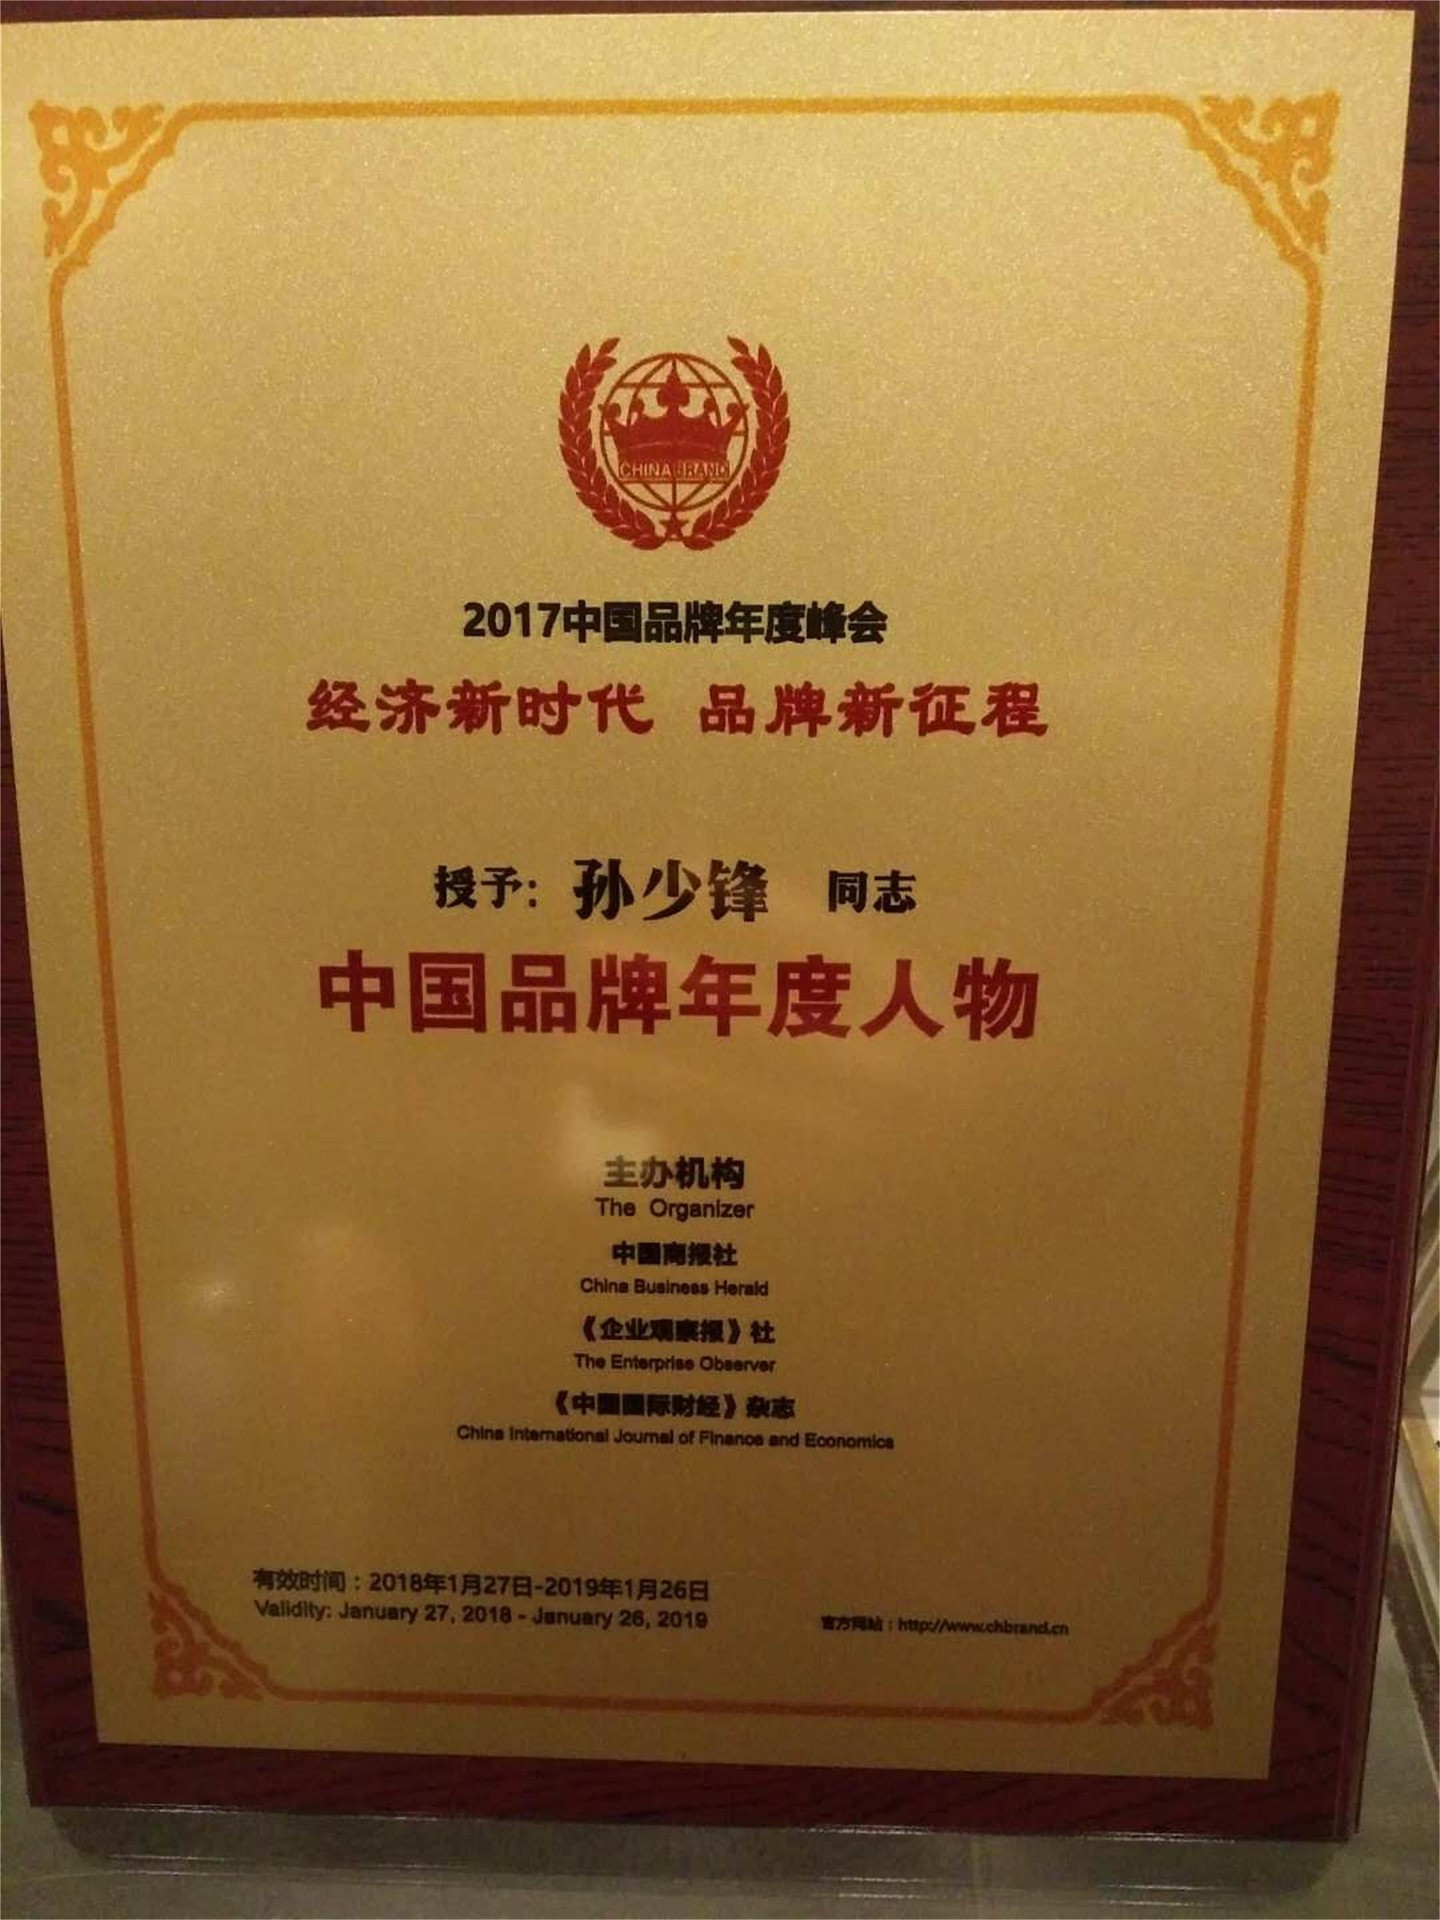 CHINA BRAND
2017中国品牌年度峰会
经济新时代 品牌新征程
授予：孙少锋 同志
中国品牌年度人物
主办机构
The Organizer
中国商报社
China Business Herald
《企业观察报》社
The Enterprise Observer
《中国国际财经》杂志
China International Journal of Finance and Economics
有效时间：2018年1月27日-2019年1月26日
Validity: January 27, 2018 - January 26, 2019
官方网站：http://www.chbrand.cn